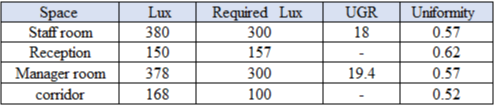 Space Lux Required Lux UGR Uniformity
Staff room 380 300 18 0.57
Reception 150 157 - 0.62
Manager room 378 300 19.4 0.57
corridor 168 100 - 0.52